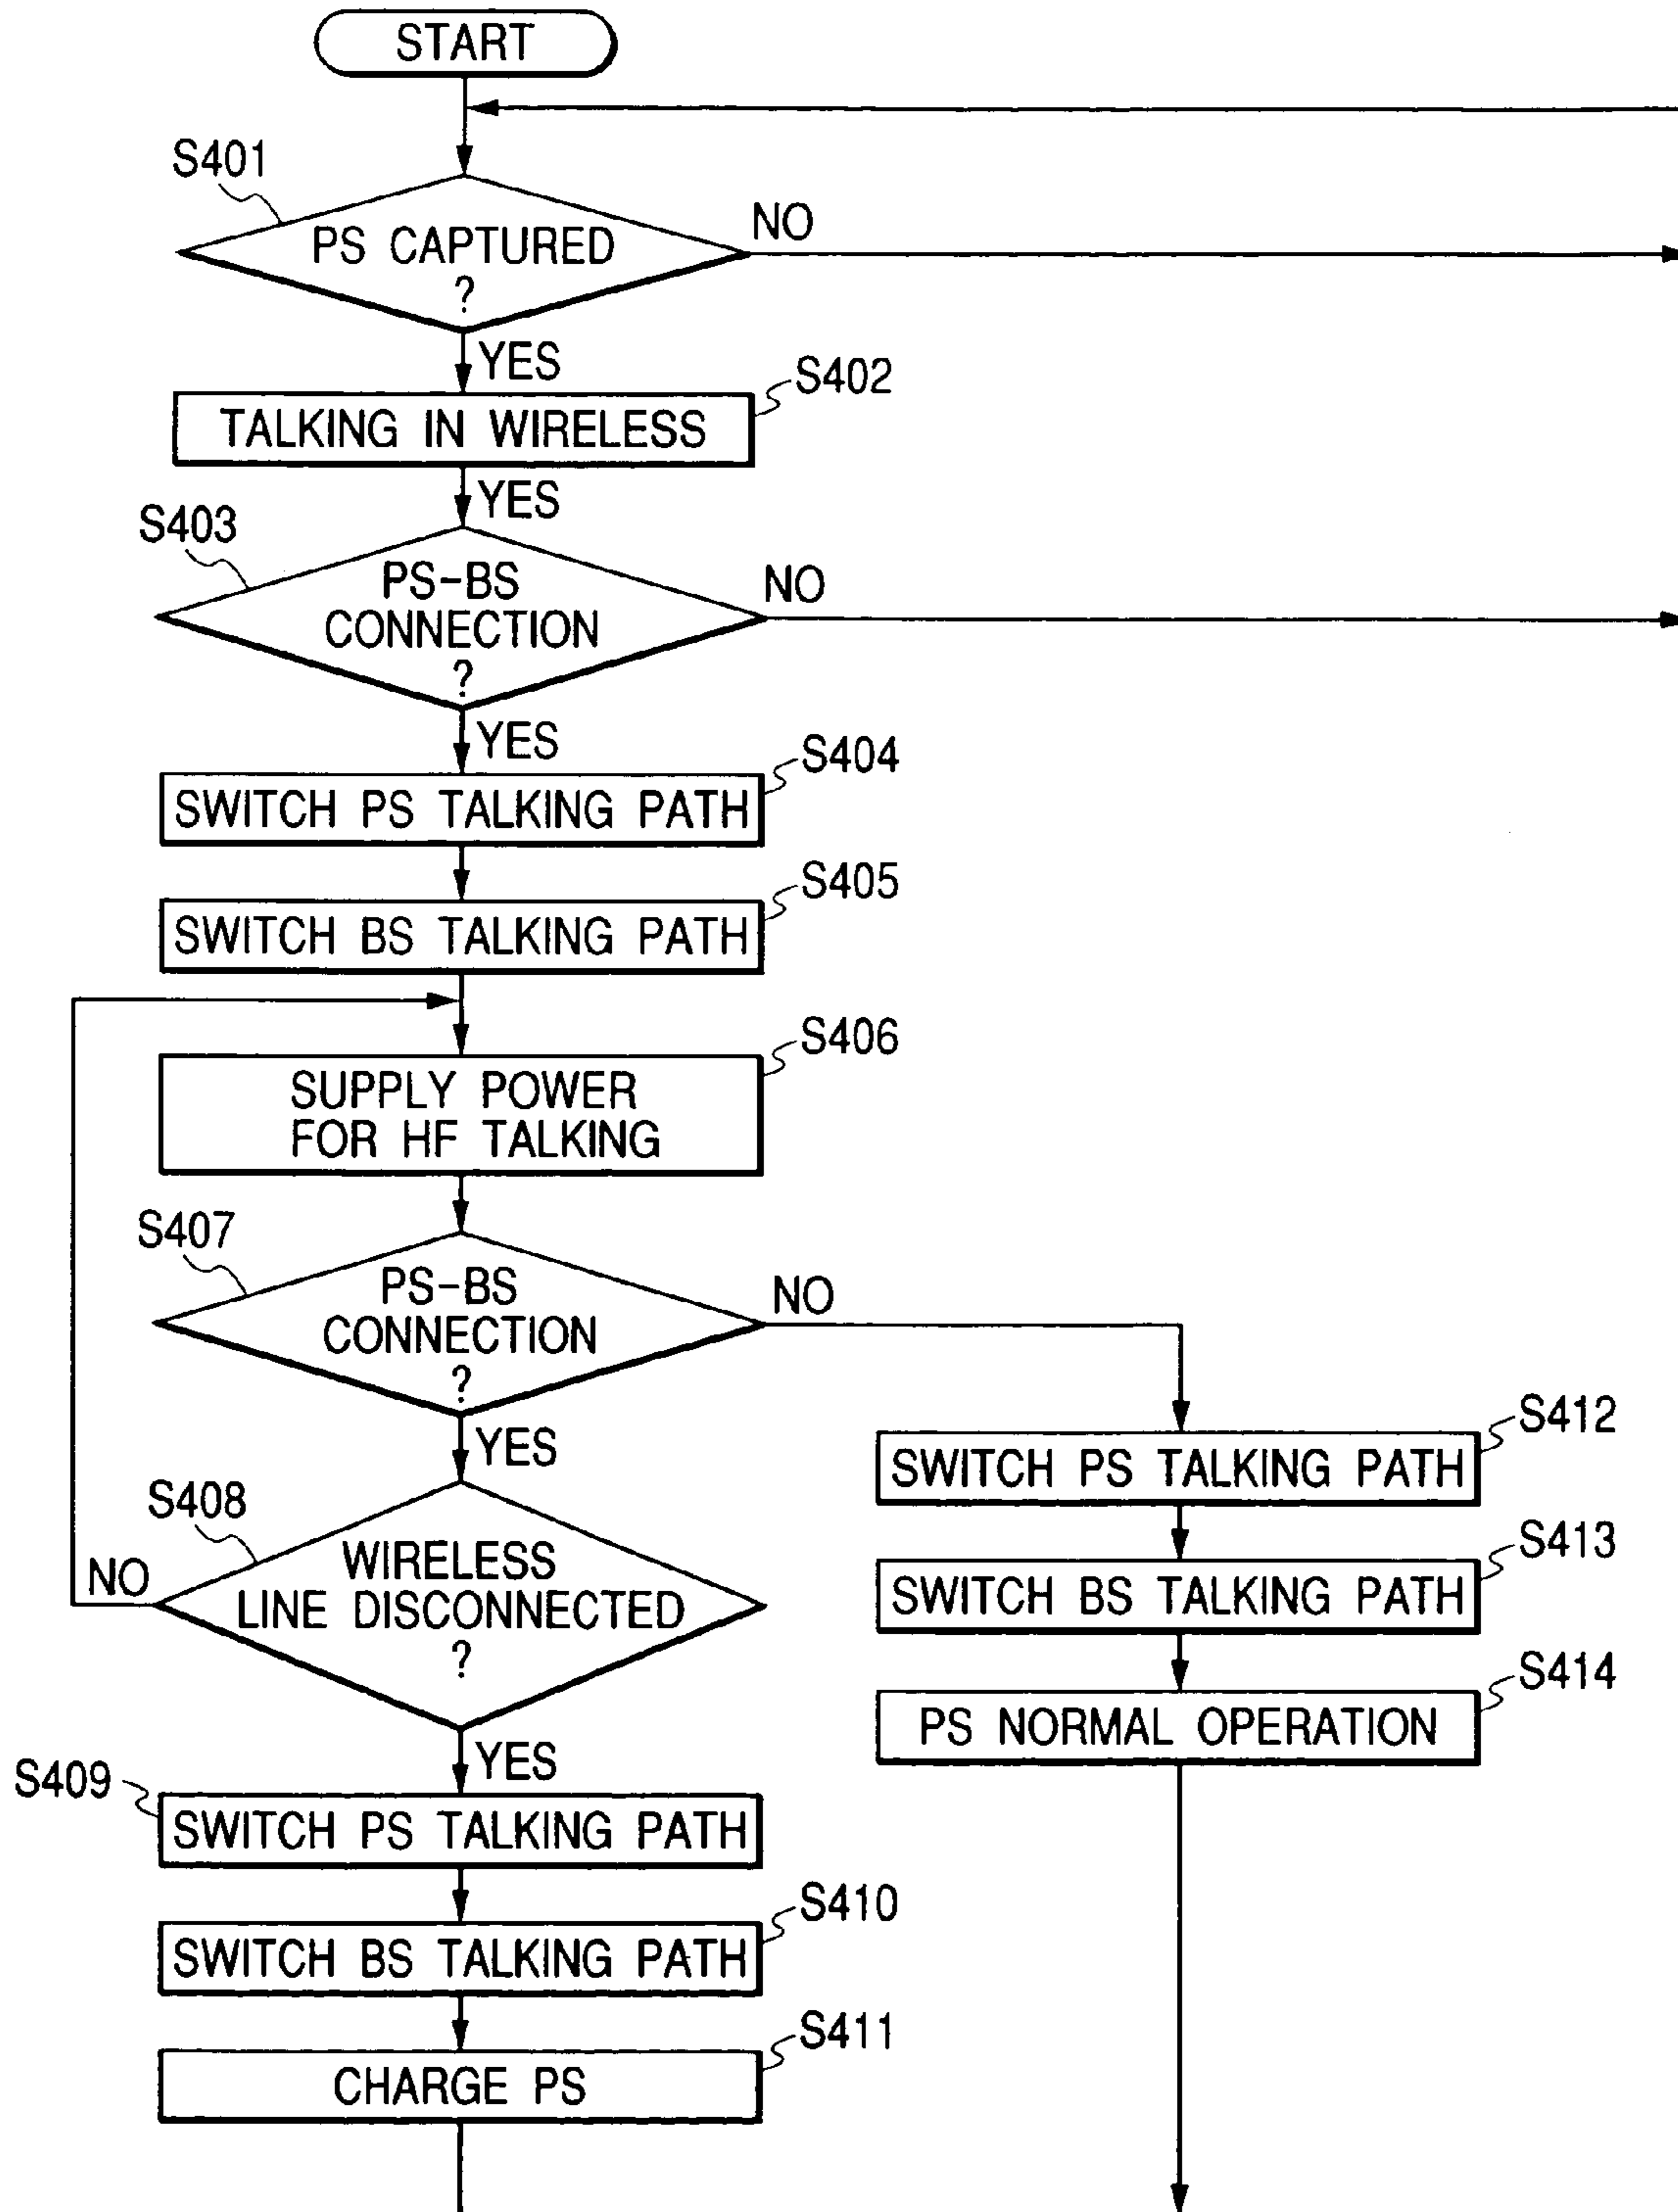 START
S401
PS CAPTURED
?
NO
YES
S402
TALKING IN WIRELESS
YES
S403
PS-BS
CONNECTION
?
NO
YES
S404
SWITCH PS TALKING PATH
S405
SWITCH BS TALKING PATH
S406
SUPPLY POWER
FOR HF TALKING
S407
PS-BS
CONNECTION
?
NO
YES
S408
WIRELESS
LINE DISCONNECTED
?
NO
YES
S409
SWITCH PS TALKING PATH
S410
SWITCH BS TALKING PATH
S411
CHARGE PS
S412
SWITCH PS TALKING PATH
S413
SWITCH BS TALKING PATH
S414
PS NORMAL OPERATION